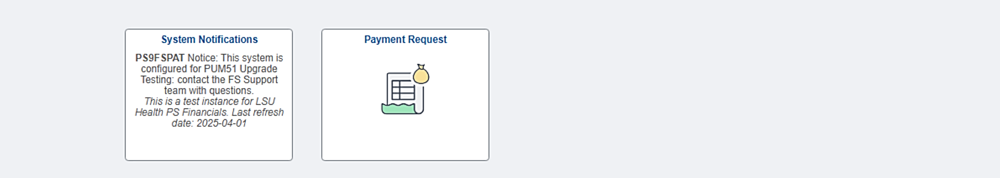 System Notifications
PS9FSPAT Notice: This system is
configured for PUM51 Upgrade
Testing: contact the FS Support
team with questions.
This is a test instance for LSU
Health PS Financials. Last refresh
date: 2025-04-01
Payment Request